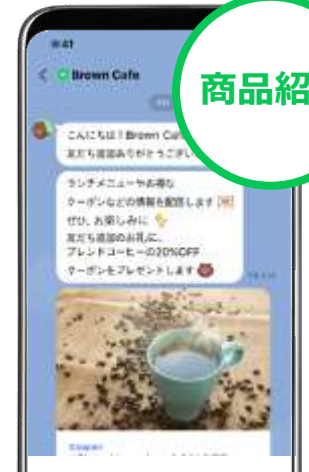 9:41
Brown Cafe
商品紹
こんにちは！Brown Caf
友だち追加ありがとうござい
ランチメニューやお得な
クーポンなどの情報を配信します
ぜひ、お楽しみに
友だち追加のお礼に、
ブレンドコーヒーの20%OFF
クーポンをプレゼントします
Coupon